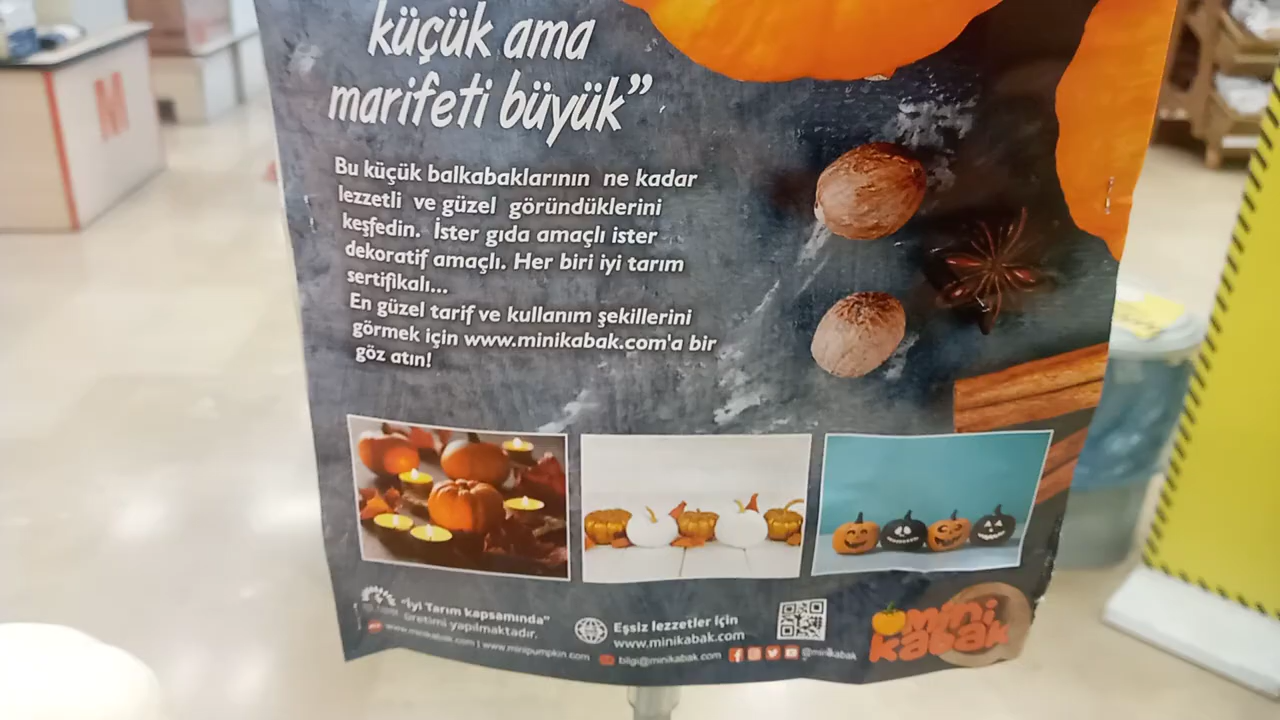 M
küçük ama
marifeti büyük”
Bu küçük balkabaklarının ne kadar
lezzetli ve güzel göründüklerini
keşfedin. İster gıda amaçlı ister
dekoratif amaçlı. Her biri iyi tarım
sertifikalı...
En güzel tarif ve kullanım şekillerini
görmek için www.minikabak.com'a bir
göz atın!
"İyi Tarım kapsamında"
üretimi yapılmaktadır.
www.minikabak.com | www.minipumpkin.com
Eşsiz lezzetler için
www.minikabak.com
bilgi@minikabak.com
@minikabak
mini
kabak